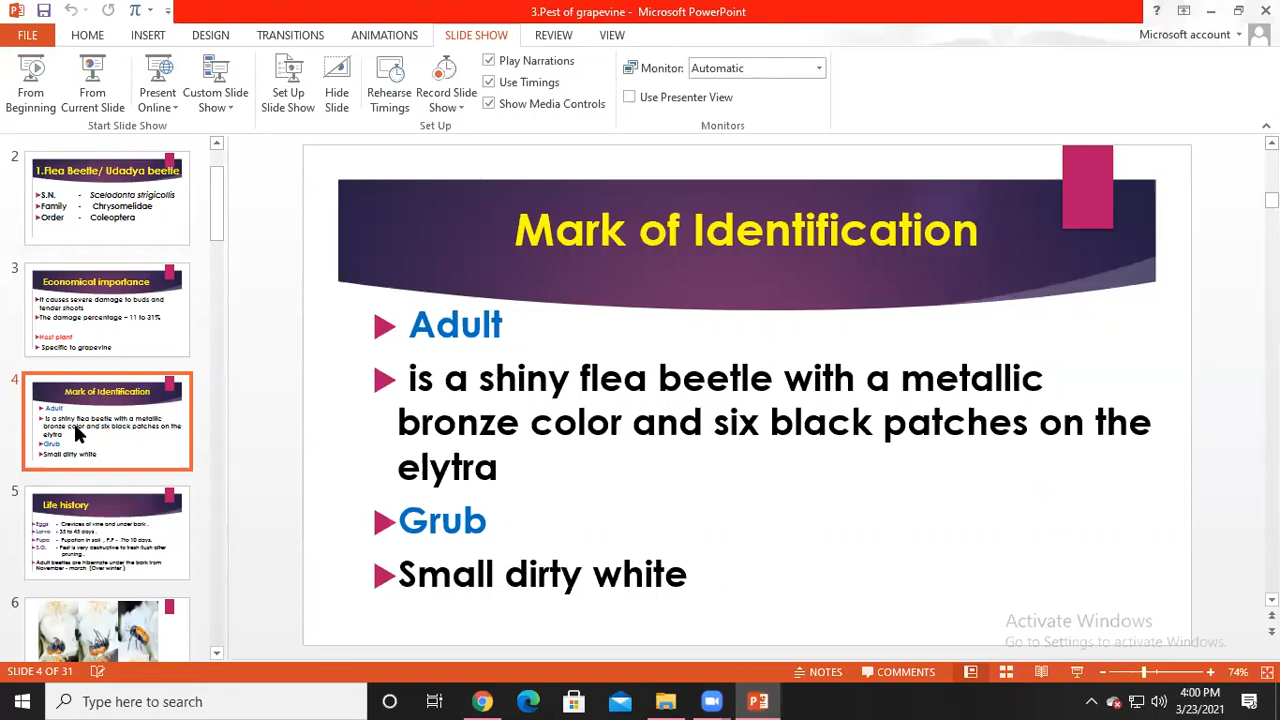 3.Pest of grapevine - Microsoft PowerPoint
FILE HOME INSERT DESIGN TRANSITIONS ANIMATIONS SLIDE SHOW REVIEW VIEW Microsoft account
From Beginning
From Current Slide
Present Online
Custom Slide Show
Start Slide Show
Set Up Slide Show
Hide Slide
Rehearse Timings
Record Slide Show
Play Narrations
Use Timings
Show Media Controls
Set Up
Monitor: Automatic
Use Presenter View
Monitors
2
1.Flea Beetle/ Udadya beetle
S.N. - Scelodonta strigicollis
Family - Chrysomelidae
Order - Coleoptera
3
Economical importance
It causes severe damage to buds and
tender shoots
The damage percentage – 11 to 31%
Host plant
Specific to grapevine
4
Mark of Identification
Adult
is a shiny flea beetle with a metallic
bronze color and six black patches on the
elytra
Grub
Small dirty white
5
Life history
Eggs - Crevices of vine and under bark .
Larva - 35 to 45 days .
Pupa - Pupation in soil , P.P - 7to 10 days.
S.O. - Pest is very destructive to fresh flush after
pruning .
Adult beetles are hibernate under the bark from
November - march (Over winter )
6
Mark of Identification
Adult
is a shiny flea beetle with a metallic
bronze color and six black patches on the
elytra
Grub
Small dirty white
Activate Windows
Go to Settings to activate Windows.
SLIDE 4 OF 31 NOTES COMMENTS 74%
Type here to search
4:00 PM
3/23/2021